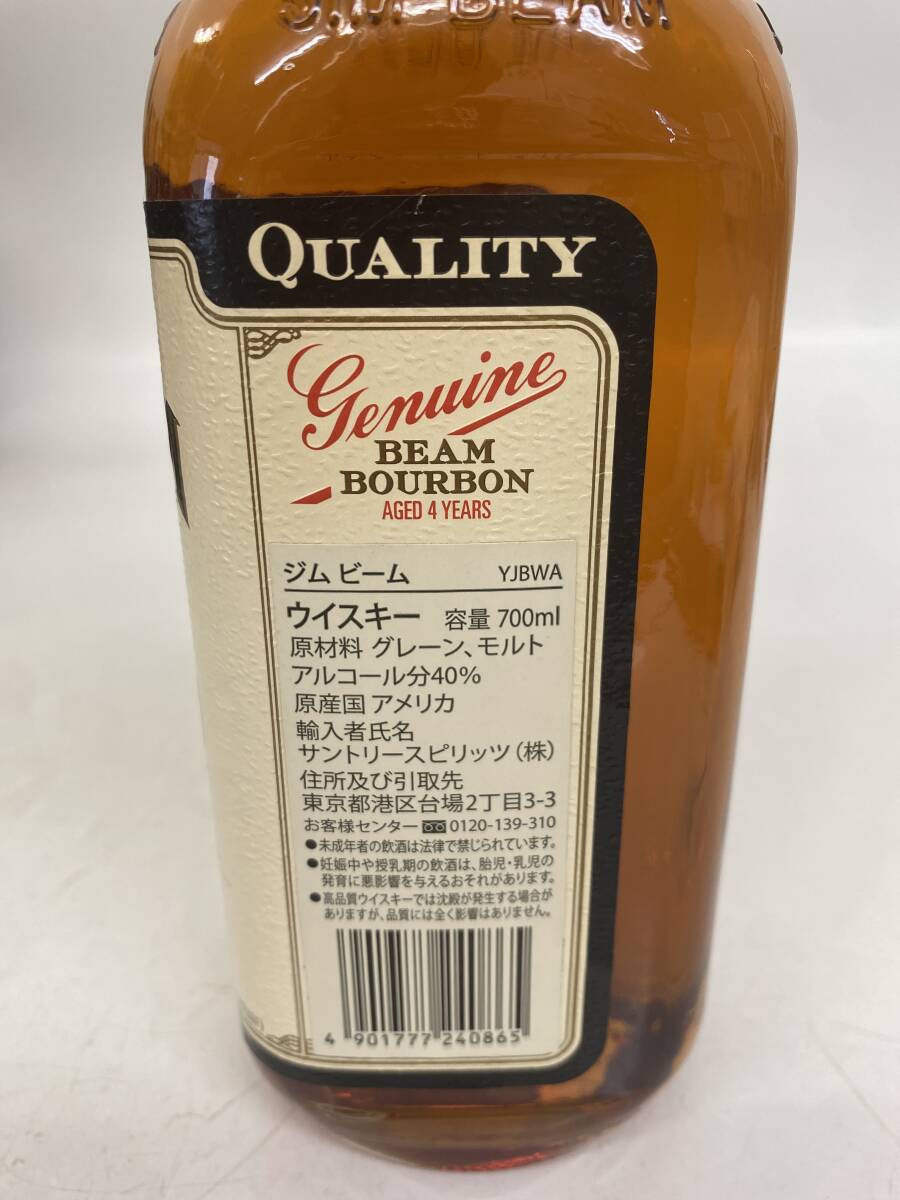 JIM BEAM
QUALITY
Genuine
BEAM
BOURBON
AGED 4 YEARS
ジム ビーム YJBWA
ウイスキー 容量 700ml
原材料 グレーン、モルト
アルコール分40%
原産国 アメリカ
輸入者氏名
サントリースピリッツ(株)
住所及び引取先
東京都港区台場2丁目3-3
お客様センター 0120-139-310
●未成年者の飲酒は法律で禁じられています。
●妊娠中や授乳期の飲酒は、胎児・乳児の
発育に悪影響を与えるおそれがあります。
●高品質ウイスキーでは沈殿が発生する場合が
ありますが、品質には全く影響はありません。
4 901777 240865